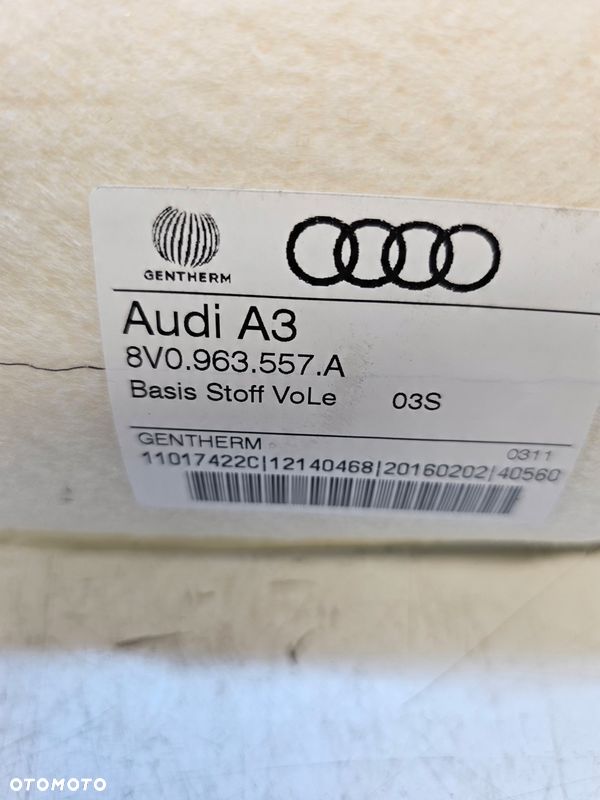 GENTHERM
Audi A3
8V0.963.557.A
Basis Stoff VoLe 03S
GENTHERM 0311
11017422C|12140468|20160202|40560
OTOMOTO